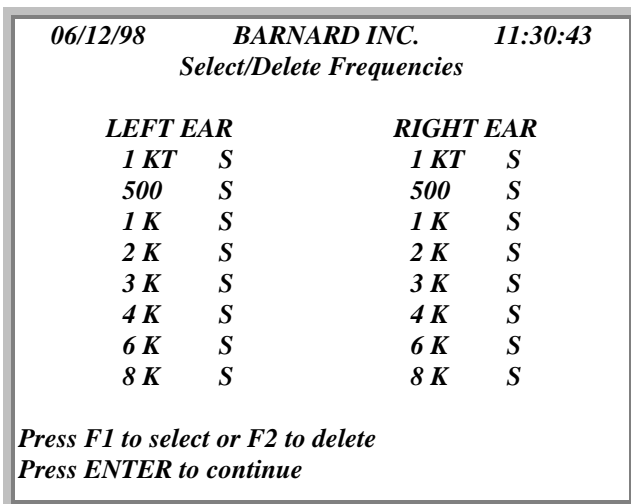 06/12/98 BARNARD INC. 11:30:43
Select/Delete Frequencies
LEFT EAR RIGHT EAR
1 KT S 1 KT S
500 S 500 S
1 K S 1 K S
2 K S 2 K S
3 K S 3 K S
4 K S 4 K S
6 K S 6 K S
8 K S 8 K S
Press F1 to select or F2 to delete
Press ENTER to continue